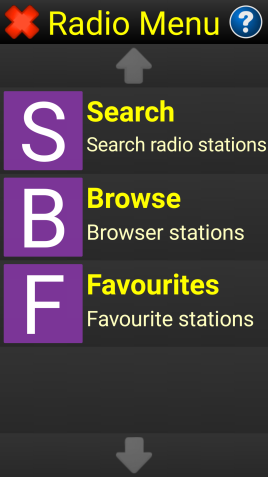 Radio Menu ?
S
Search
Search radio stations
B
Browse
Browser stations
F
Favourites
Favourite stations